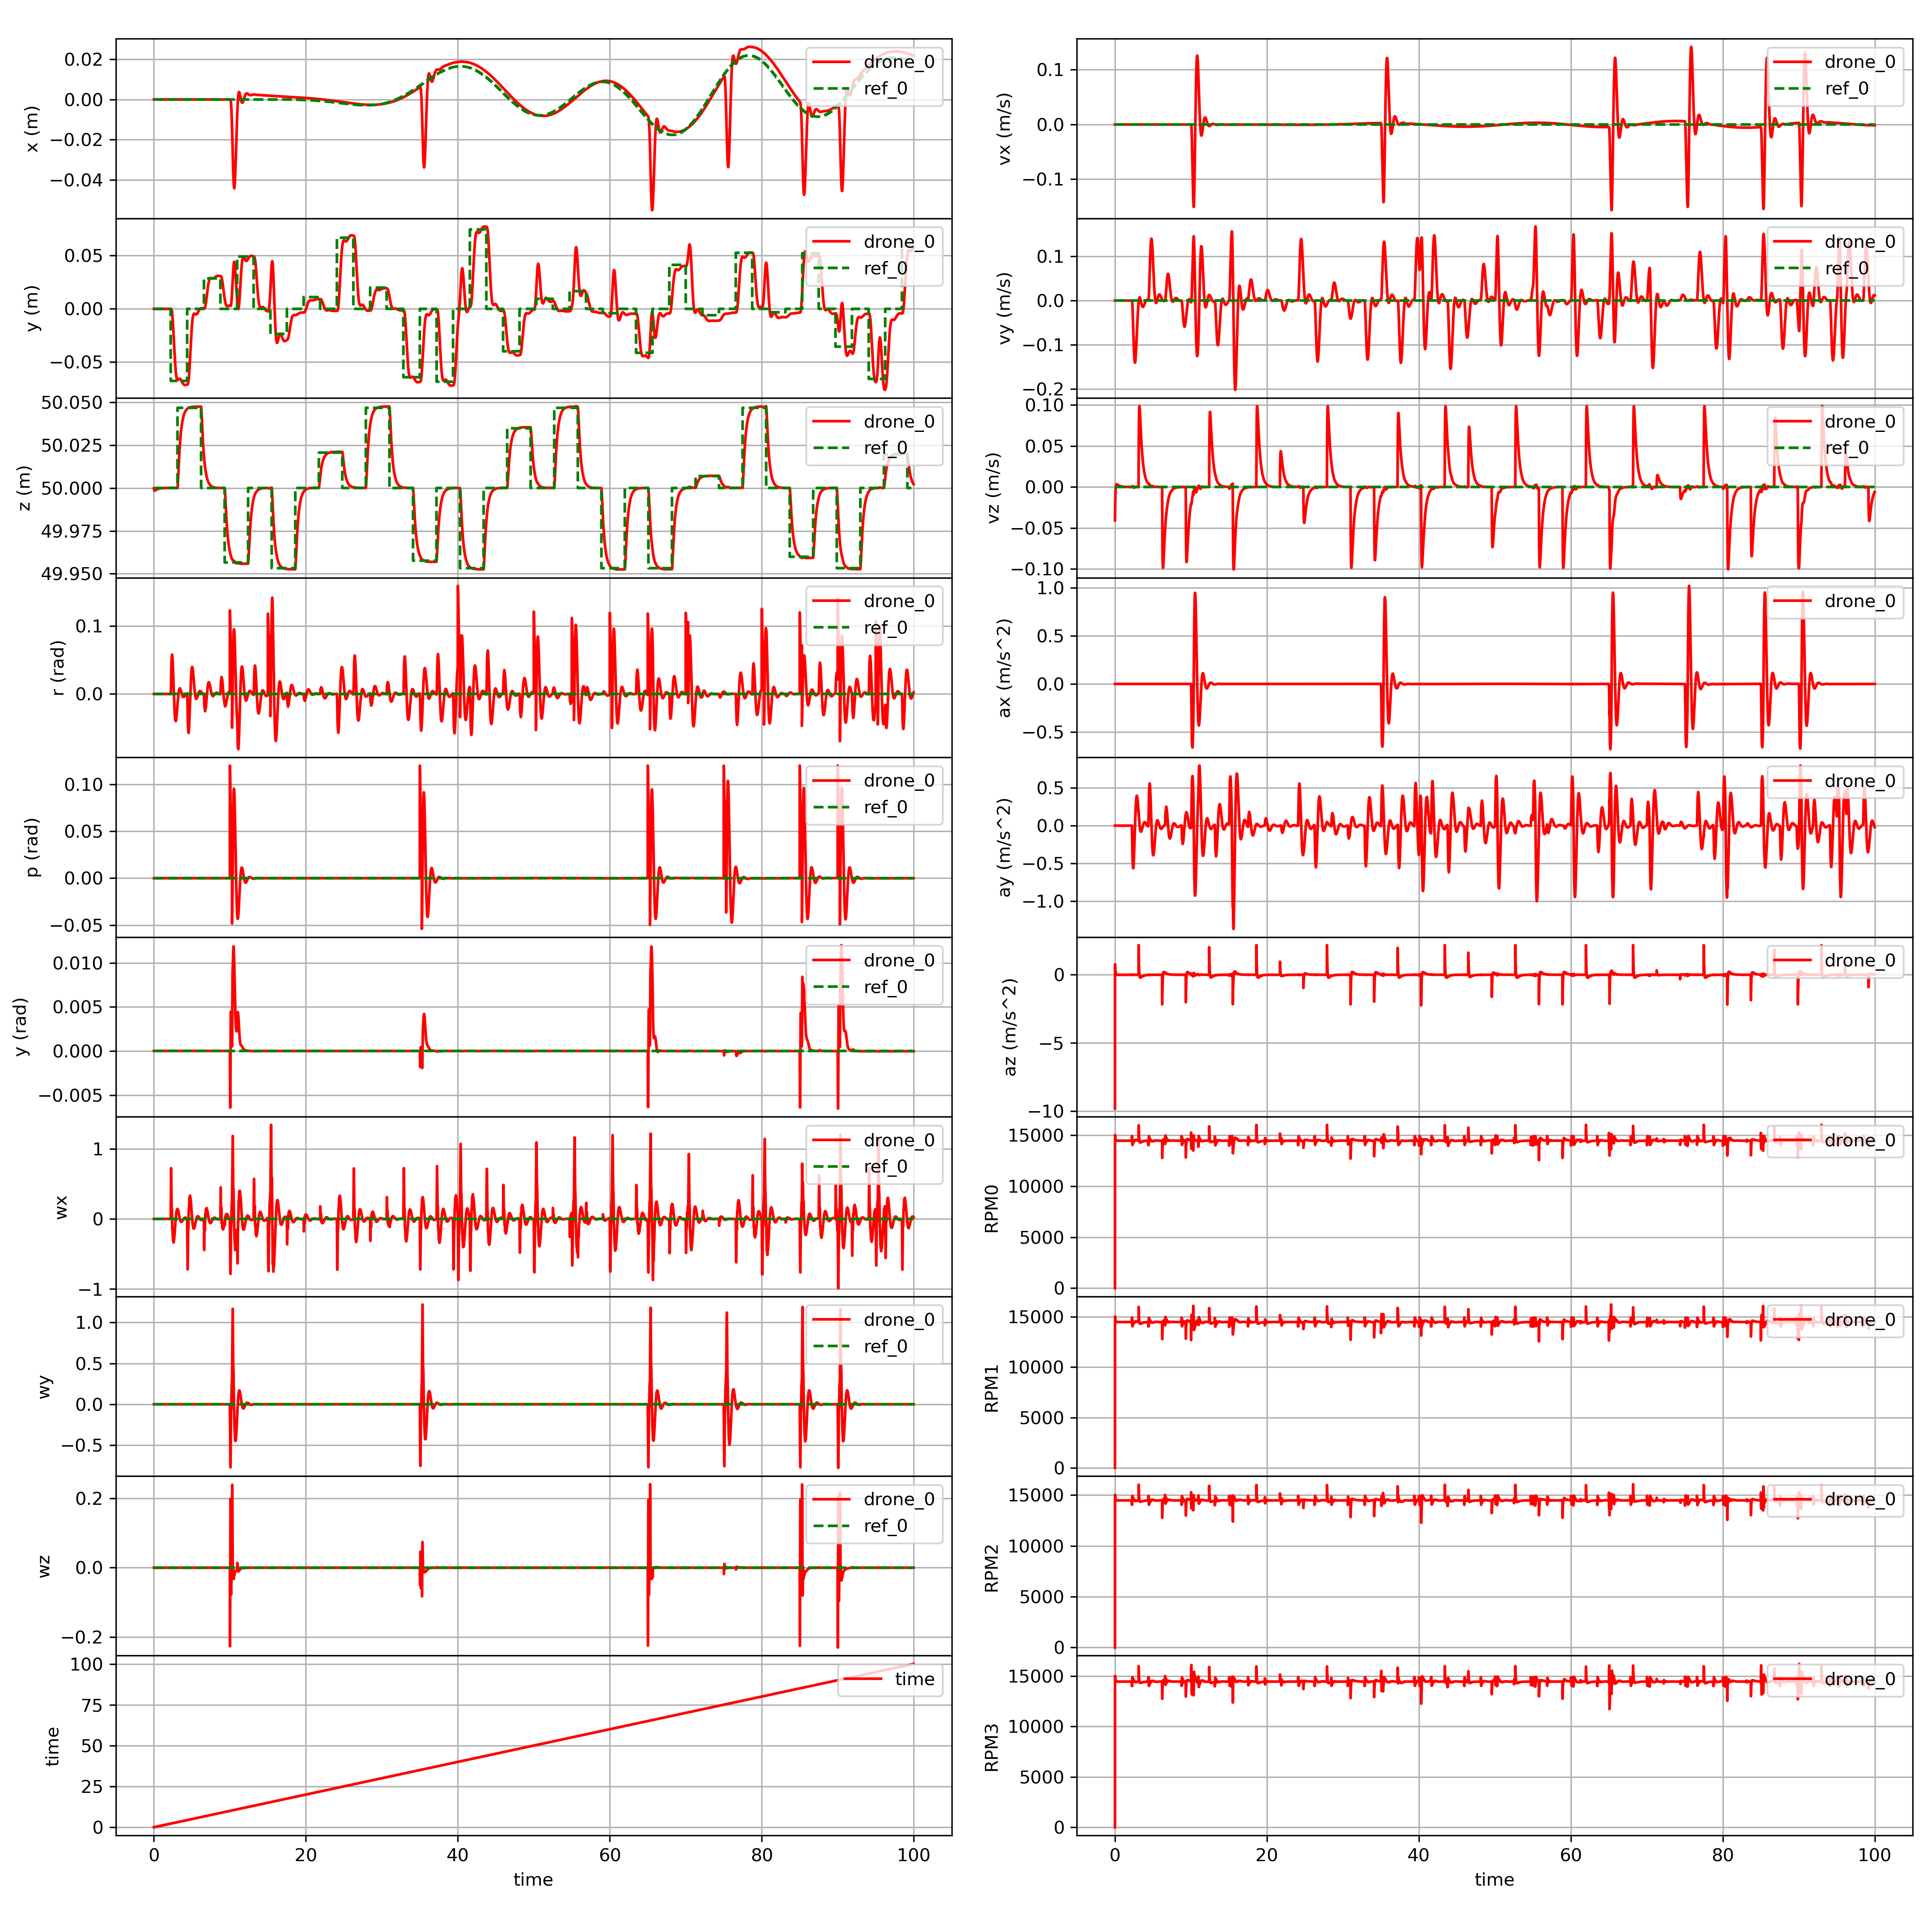 x (m)
0.02
0.00
−0.02
−0.04
drone_0
ref_0
y (m)
0.05
0.00
−0.05
drone_0
ref_0
z (m)
50.050
50.025
50.000
49.975
49.950
drone_0
ref_0
r (rad)
0.1
0.0
drone_0
ref_0
p (rad)
0.10
0.05
0.00
−0.05
drone_0
ref_0
y (rad)
0.010
0.005
0.000
−0.005
drone_0
ref_0
wx
1
0
−1
drone_0
ref_0
wy
1.0
0.5
0.0
−0.5
drone_0
ref_0
wz
0.2
0.0
−0.2
drone_0
ref_0
time
100
75
50
25
0
time
0 20 40 60 80 100
time
vx (m/s)
0.1
0.0
−0.1
drone_0
ref_0
vy (m/s)
0.1
0.0
−0.1
−0.2
drone_0
ref_0
vz (m/s)
0.10
0.05
0.00
−0.05
−0.10
drone_0
ref_0
ax (m/s^2)
1.0
0.5
0.0
−0.5
drone_0
ay (m/s^2)
0.5
0.0
−0.5
−1.0
drone_0
az (m/s^2)
0
−5
−10
drone_0
RPM0
15000
10000
5000
0
drone_0
RPM1
15000
10000
5000
0
drone_0
RPM2
15000
10000
5000
0
drone_0
RPM3
15000
10000
5000
0
drone_0
0 20 40 60 80 100
time